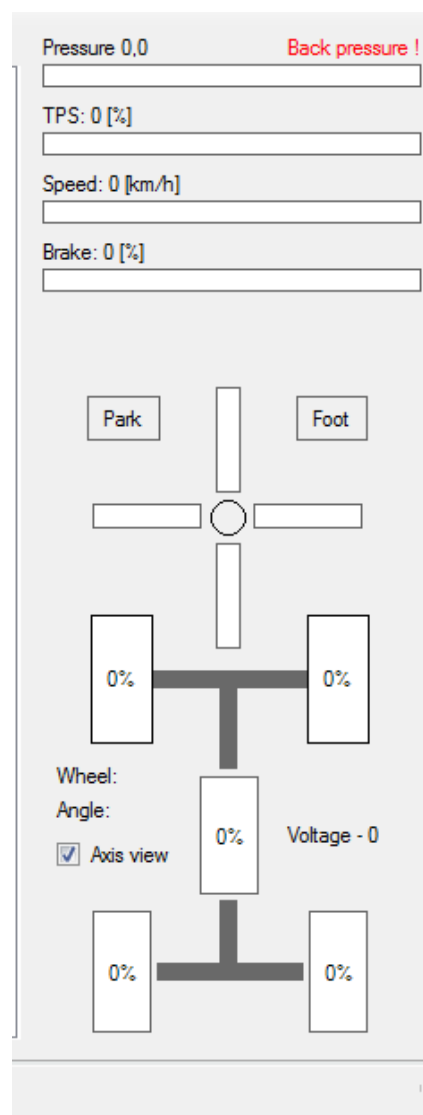 Pressure 0,0 Back pressure !
TPS: 0 [%]
Speed: 0 [km/h]
Brake: 0 [%]
Park Foot
0% 0%
Wheel:
Angle:
0% Voltage - 0
Axis view
0% 0%